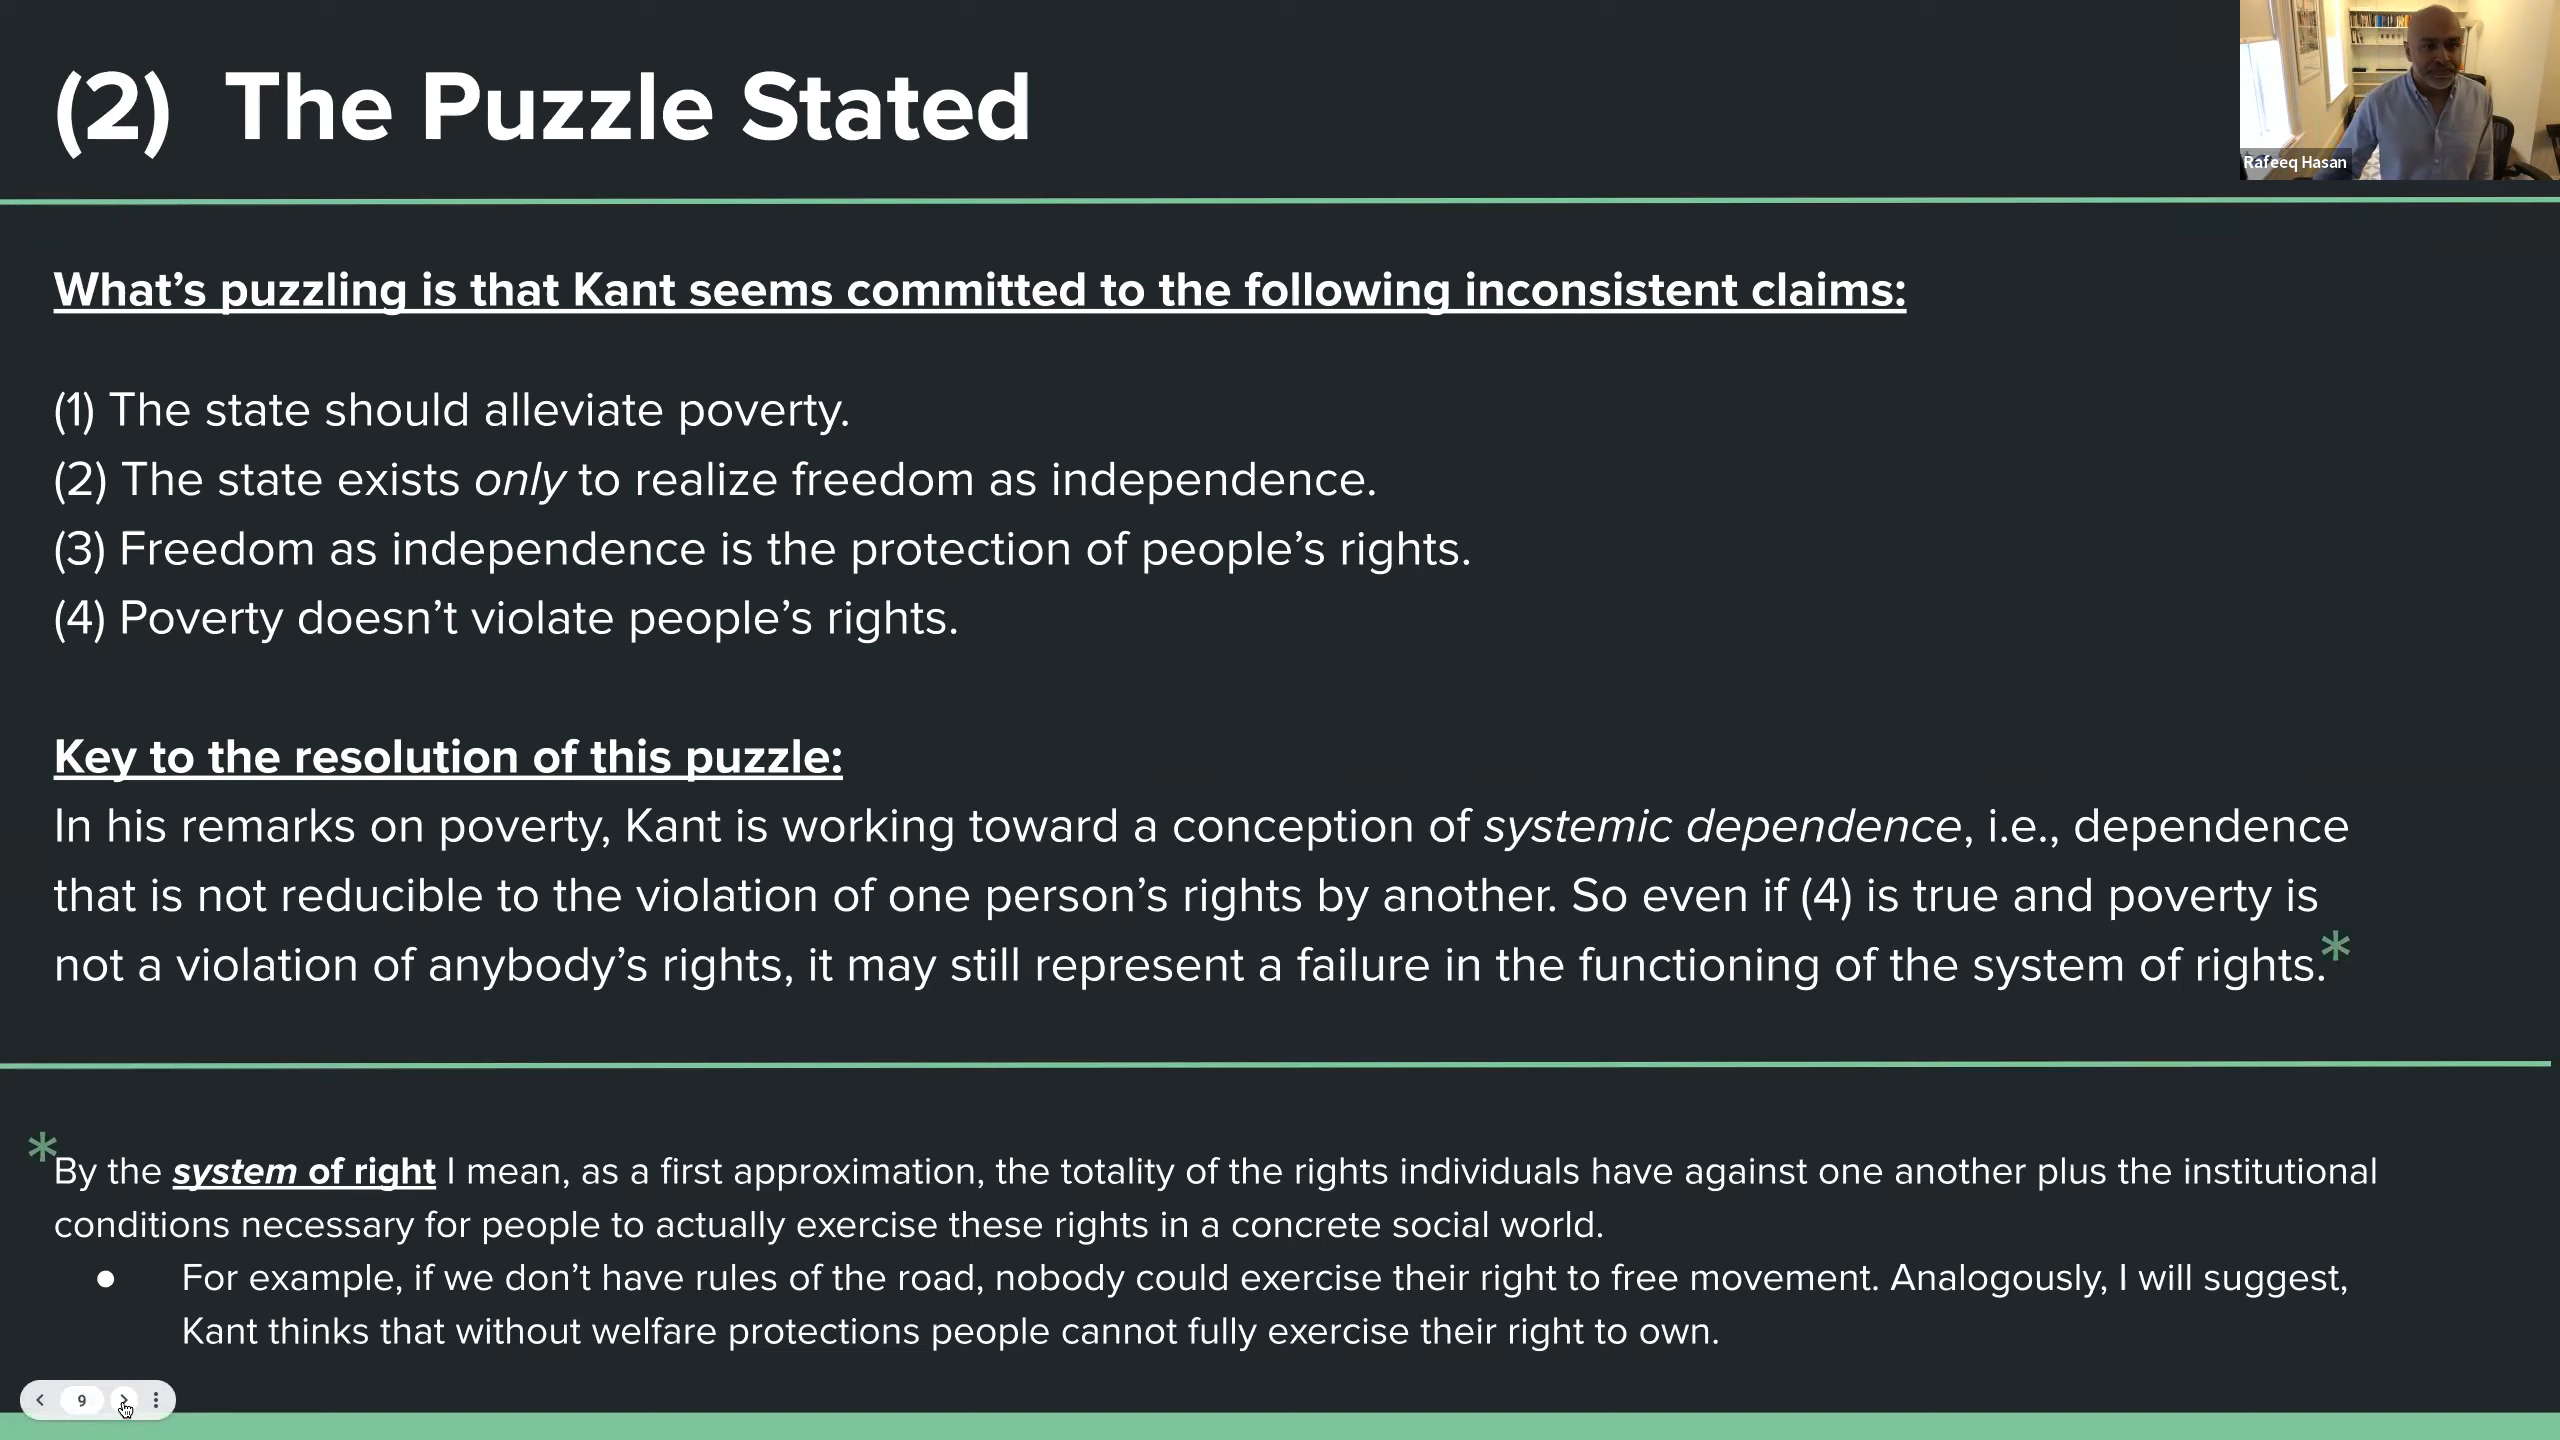 (2) The Puzzle Stated
Rafeeq Hasan
What’s puzzling is that Kant seems committed to the following inconsistent claims:
(1) The state should alleviate poverty.
(2) The state exists only to realize freedom as independence.
(3) Freedom as independence is the protection of people’s rights.
(4) Poverty doesn’t violate people’s rights.
Key to the resolution of this puzzle:
In his remarks on poverty, Kant is working toward a conception of systemic dependence, i.e., dependence
that is not reducible to the violation of one person’s rights by another. So even if (4) is true and poverty is
not a violation of anybody’s rights, it may still represent a failure in the functioning of the system of rights.*
*By the system of right I mean, as a first approximation, the totality of the rights individuals have against one another plus the institutional
conditions necessary for people to actually exercise these rights in a concrete social world.
● For example, if we don’t have rules of the road, nobody could exercise their right to free movement. Analogously, I will suggest,
Kant thinks that without welfare protections people cannot fully exercise their right to own.
9